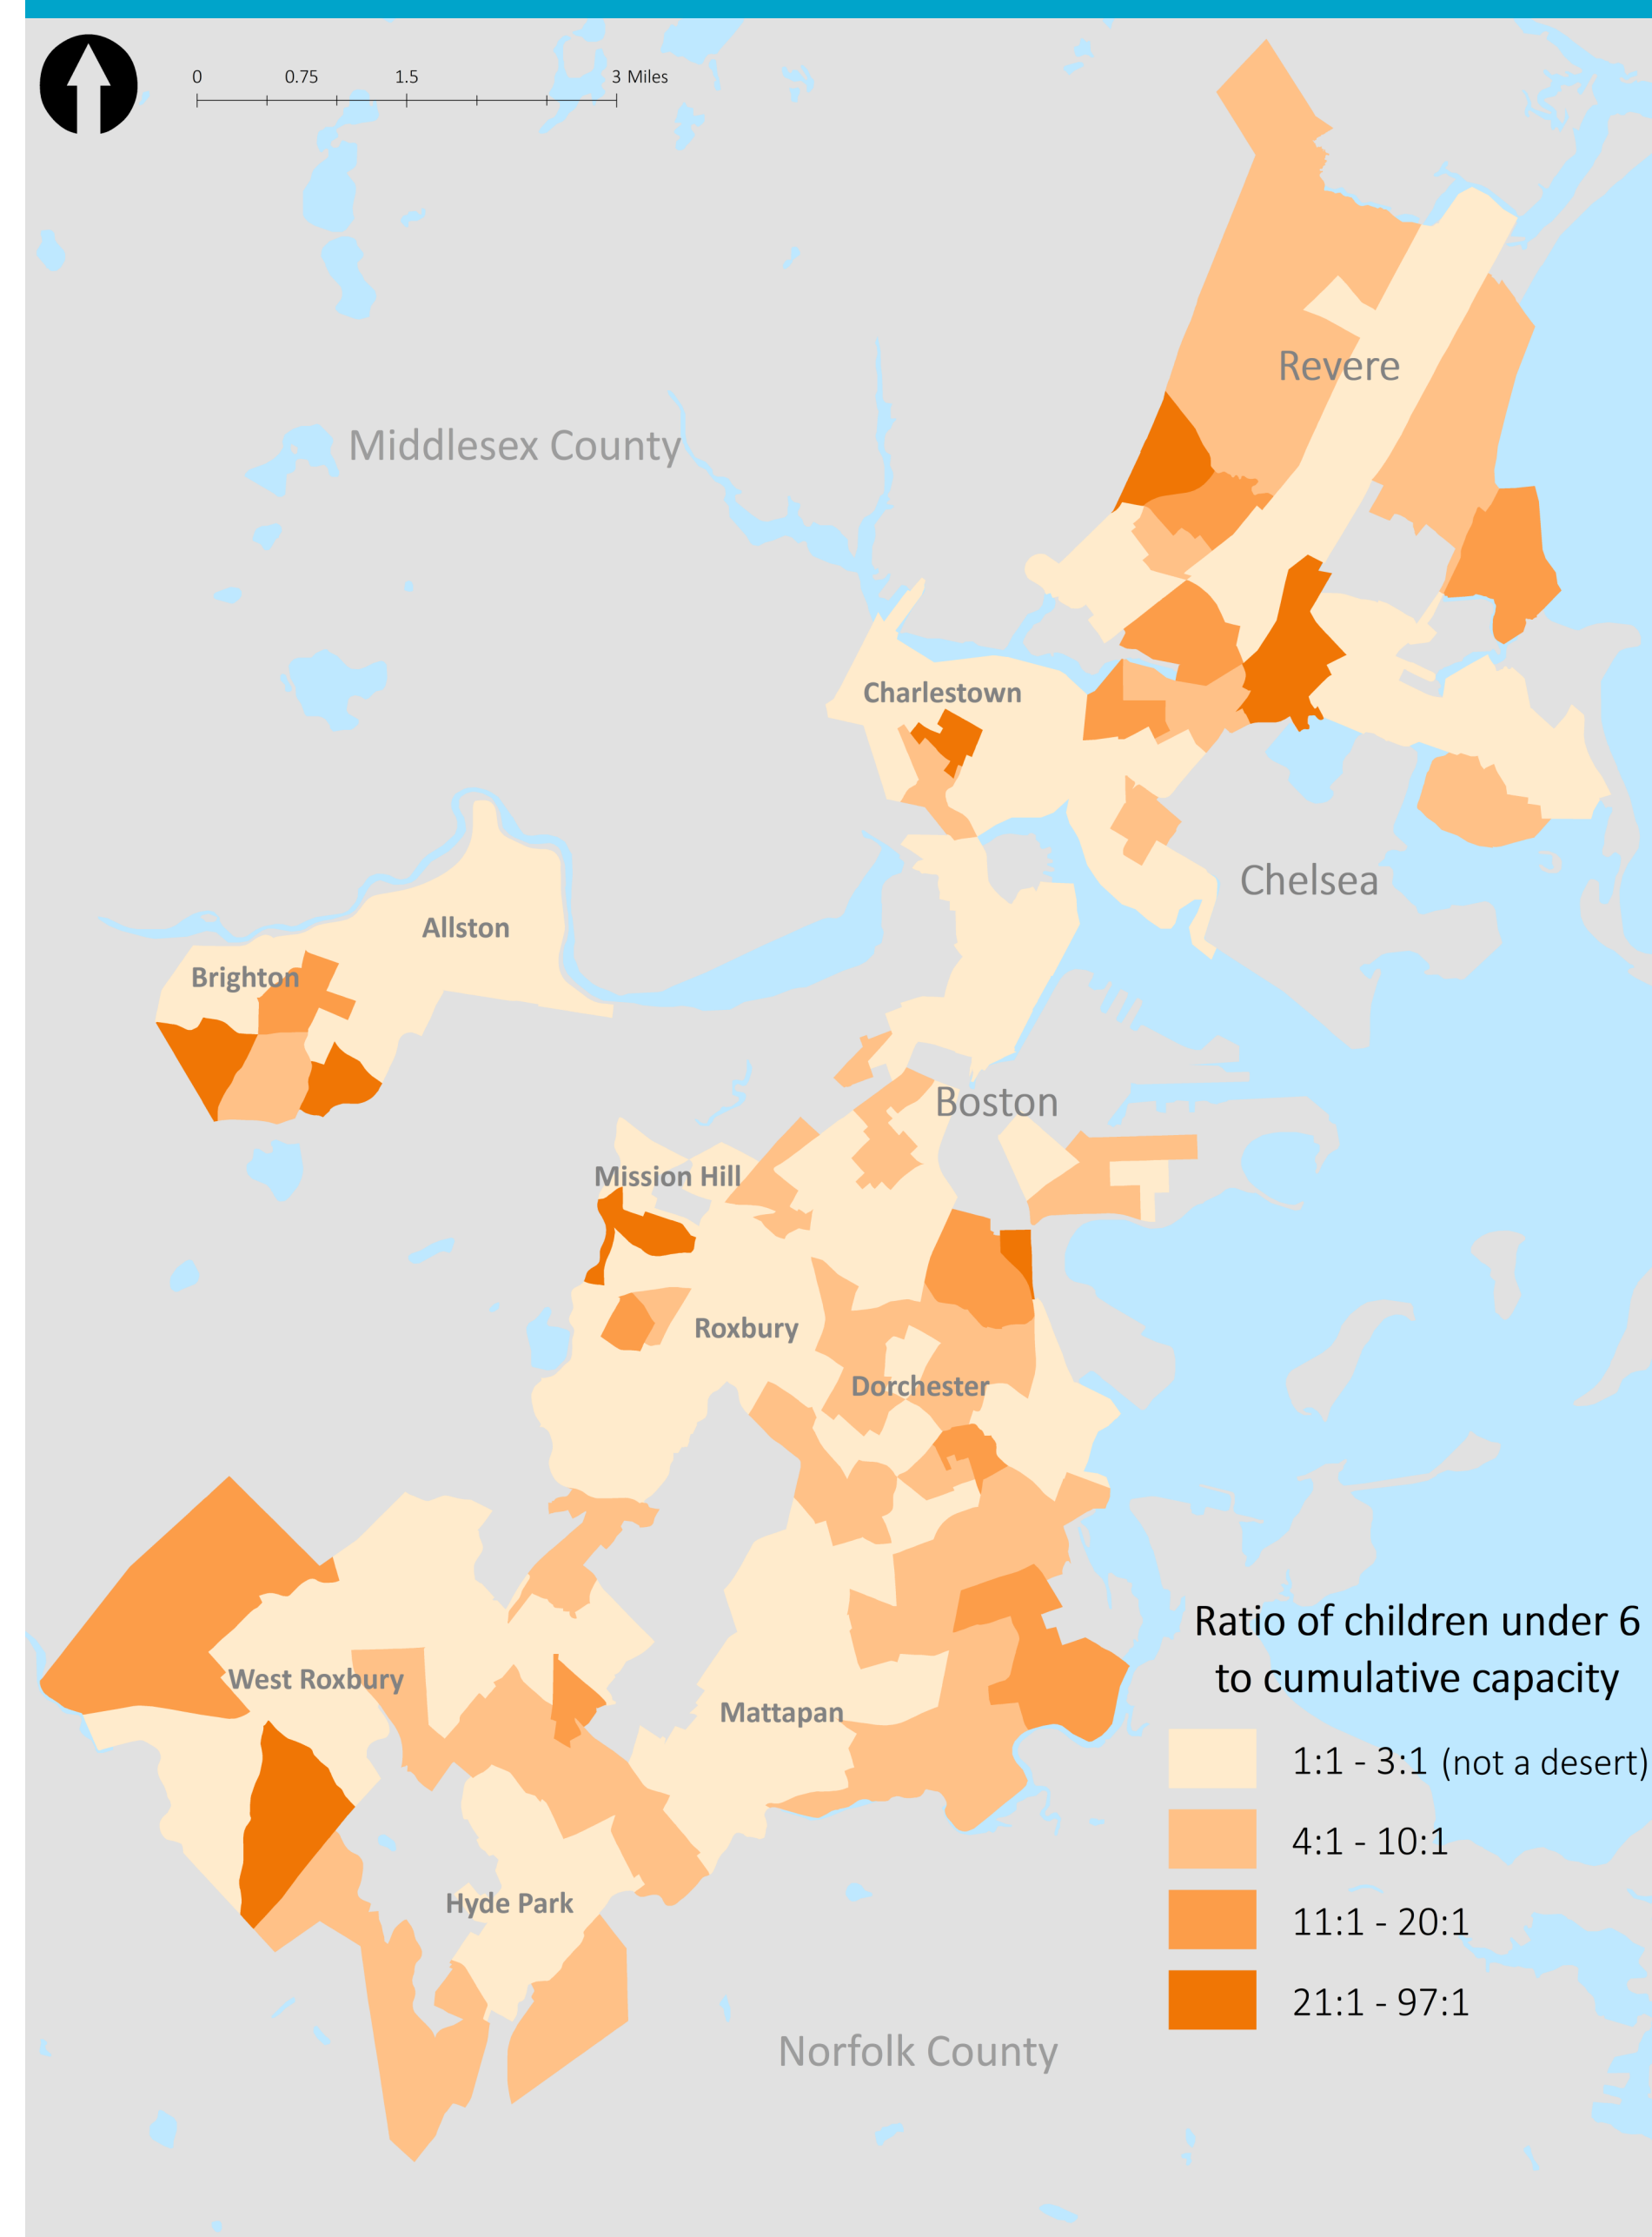 0 0.75 1.5 3 Miles
Revere
Middlesex County
Charlestown
Chelsea
Allston
Brighton
Boston
Mission Hill
Roxbury
Dorchester
Ratio of children under 6
to cumulative capacity
West Roxbury
Mattapan
1:1 - 3:1 (not a desert)
4:1 - 10:1
Hyde Park
11:1 - 20:1
21:1 - 97:1
Norfolk County